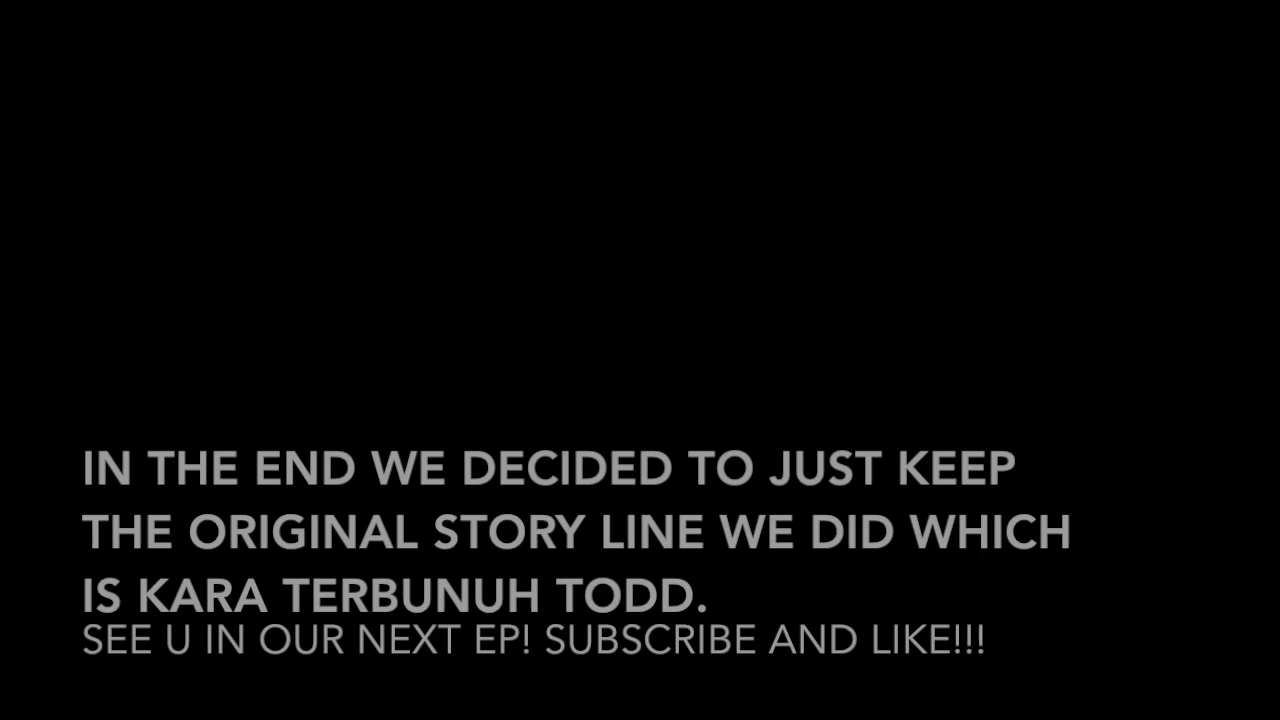 IN THE END WE DECIDED TO JUST KEEP
THE ORIGINAL STORY LINE WE DID WHICH
IS KARA TERBUNUH TODD.
SEE U IN OUR NEXT EP! SUBSCRIBE AND LIKE!!!